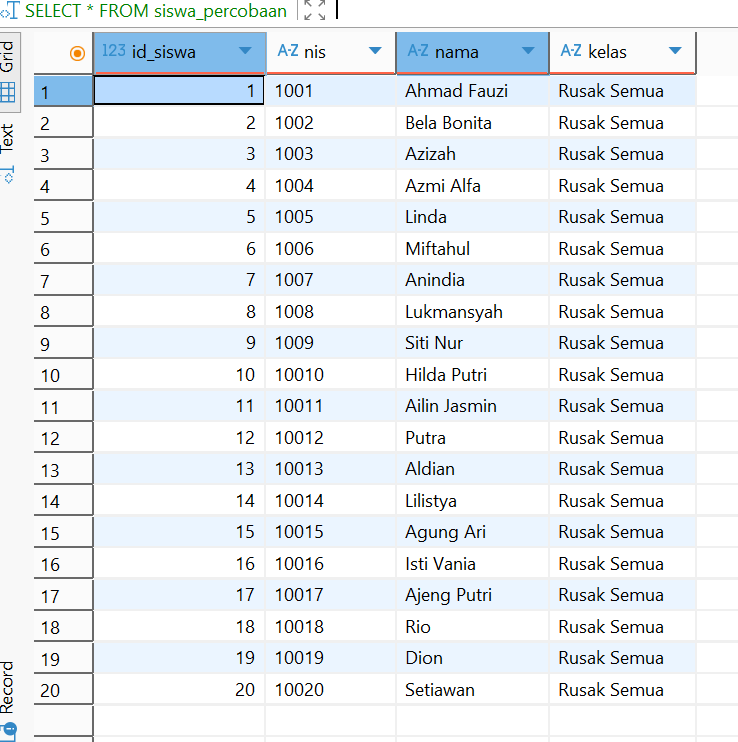 SELECT * FROM siswa_percobaan
Grid
Text
Record
123 id_siswa A-Z nis A-Z nama A-Z kelas
1 1 1001 Ahmad Fauzi Rusak Semua
2 2 1002 Bela Bonita Rusak Semua
3 3 1003 Azizah Rusak Semua
4 4 1004 Azmi Alfa Rusak Semua
5 5 1005 Linda Rusak Semua
6 6 1006 Miftahul Rusak Semua
7 7 1007 Anindia Rusak Semua
8 8 1008 Lukmansyah Rusak Semua
9 9 1009 Siti Nur Rusak Semua
10 10 10010 Hilda Putri Rusak Semua
11 11 10011 Ailin Jasmin Rusak Semua
12 12 10012 Putra Rusak Semua
13 13 10013 Aldian Rusak Semua
14 14 10014 Lilistya Rusak Semua
15 15 10015 Agung Ari Rusak Semua
16 16 10016 Isti Vania Rusak Semua
17 17 10017 Ajeng Putri Rusak Semua
18 18 10018 Rio Rusak Semua
19 19 10019 Dion Rusak Semua
20 20 10020 Setiawan Rusak Semua